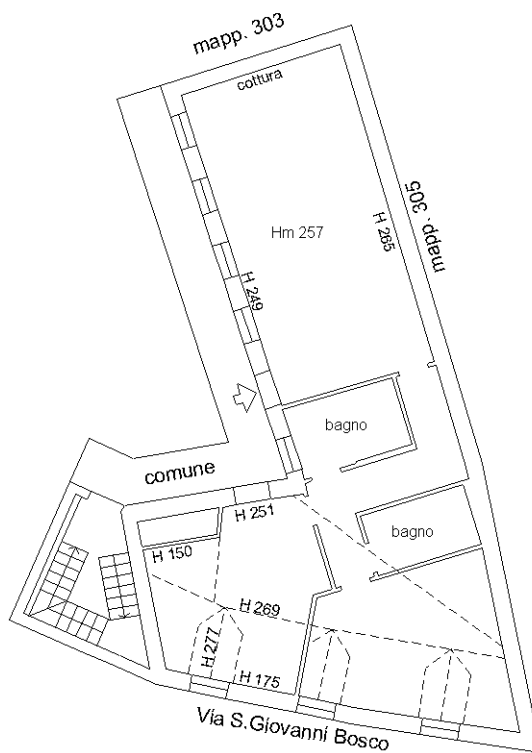 mapp. 303
cottura
mapp. 305
H 265
Hm 257
H 249
bagno
comune
H 251
bagno
H 150
H 269
H 277
H 175
Via S.Giovanni Bosco